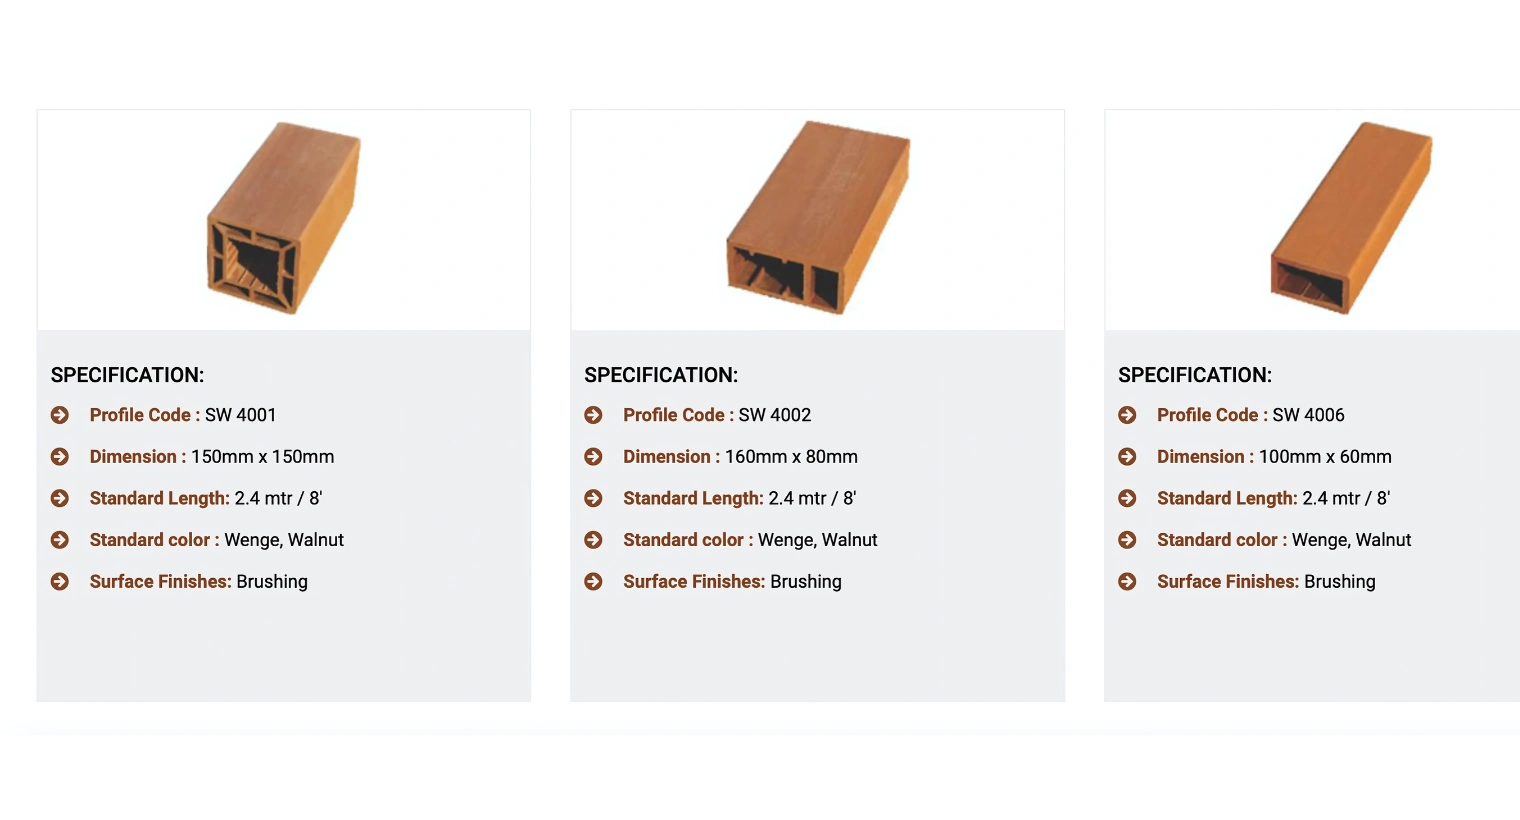 SPECIFICATION:
Profile Code : SW 4001
Dimension : 150mm x 150mm
Standard Length: 2.4 mtr / 8'
Standard color : Wenge, Walnut
Surface Finishes: Brushing
SPECIFICATION:
Profile Code : SW 4002
Dimension : 160mm x 80mm
Standard Length: 2.4 mtr / 8'
Standard color : Wenge, Walnut
Surface Finishes: Brushing
SPECIFICATION:
Profile Code : SW 4006
Dimension : 100mm x 60mm
Standard Length: 2.4 mtr / 8'
Standard color : Wenge, Walnut
Surface Finishes: Brushing